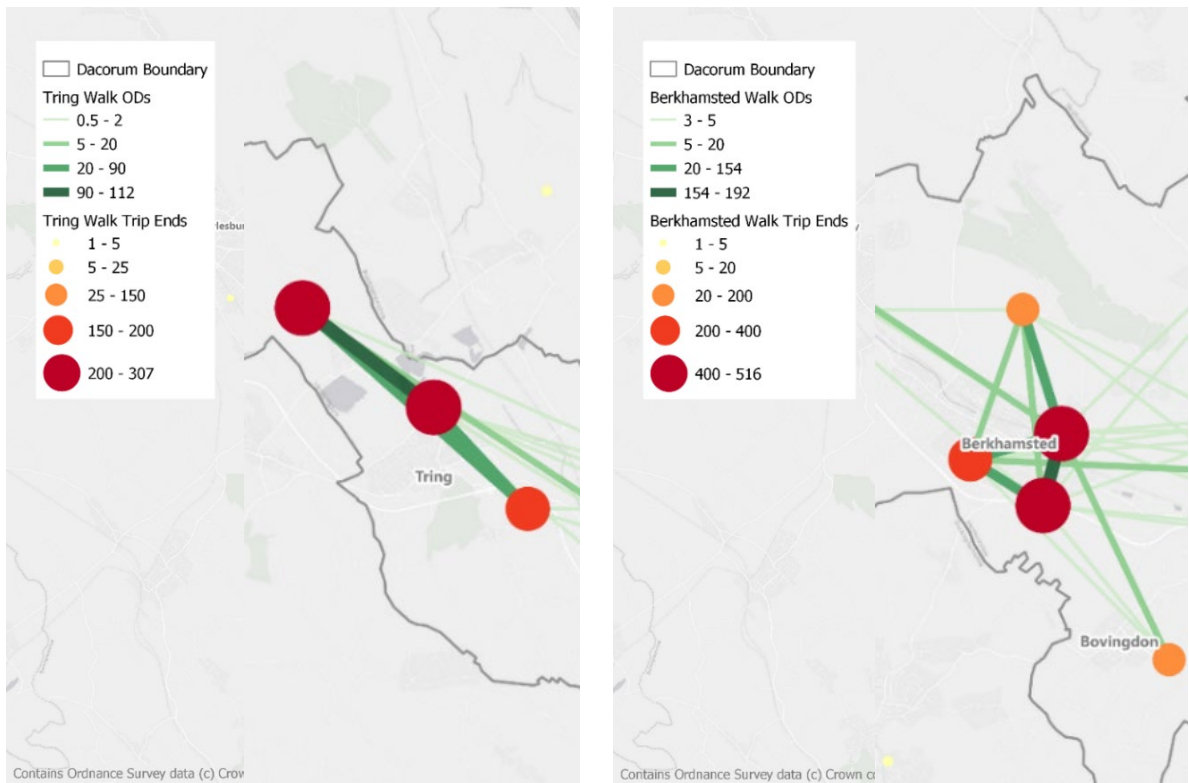 Dacorum Boundary
Tring Walk ODs
0.5 - 2
5 - 20
20 - 90
90 - 112
Tring Walk Trip Ends
1 - 5
5 - 25
25 - 150
150 - 200
200 - 307
lesbur
Tring
Contains Ordnance Survey data (c) Crow
Dacorum Boundary
Berkhamsted Walk ODs
3 - 5
5 - 20
20 - 154
154 - 192
Berkhamsted Walk Trip Ends
1 - 5
5 - 20
20 - 200
200 - 400
400 - 516
Berkhamsted
Bovingdon
Contains Ordnance Survey data (c) Crown co